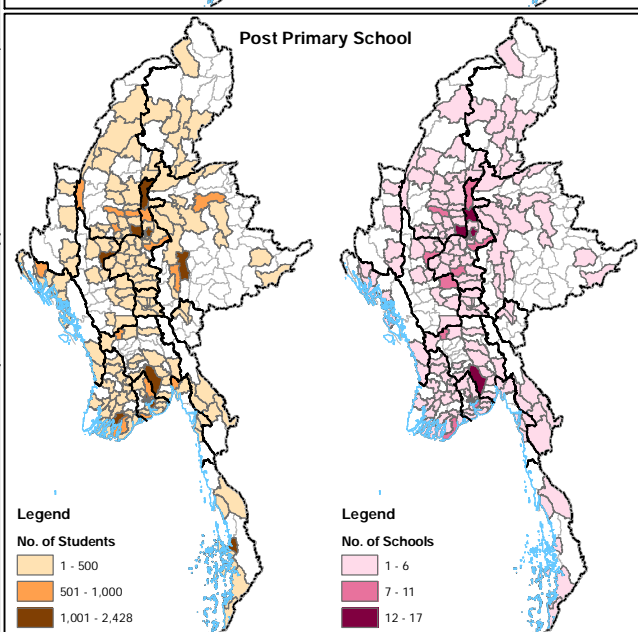 Post Primary School
Legend
No. of Students
1 - 500
501 - 1,000
1,001 - 2,428
Legend
No. of Schools
1 - 6
7 - 11
12 - 17